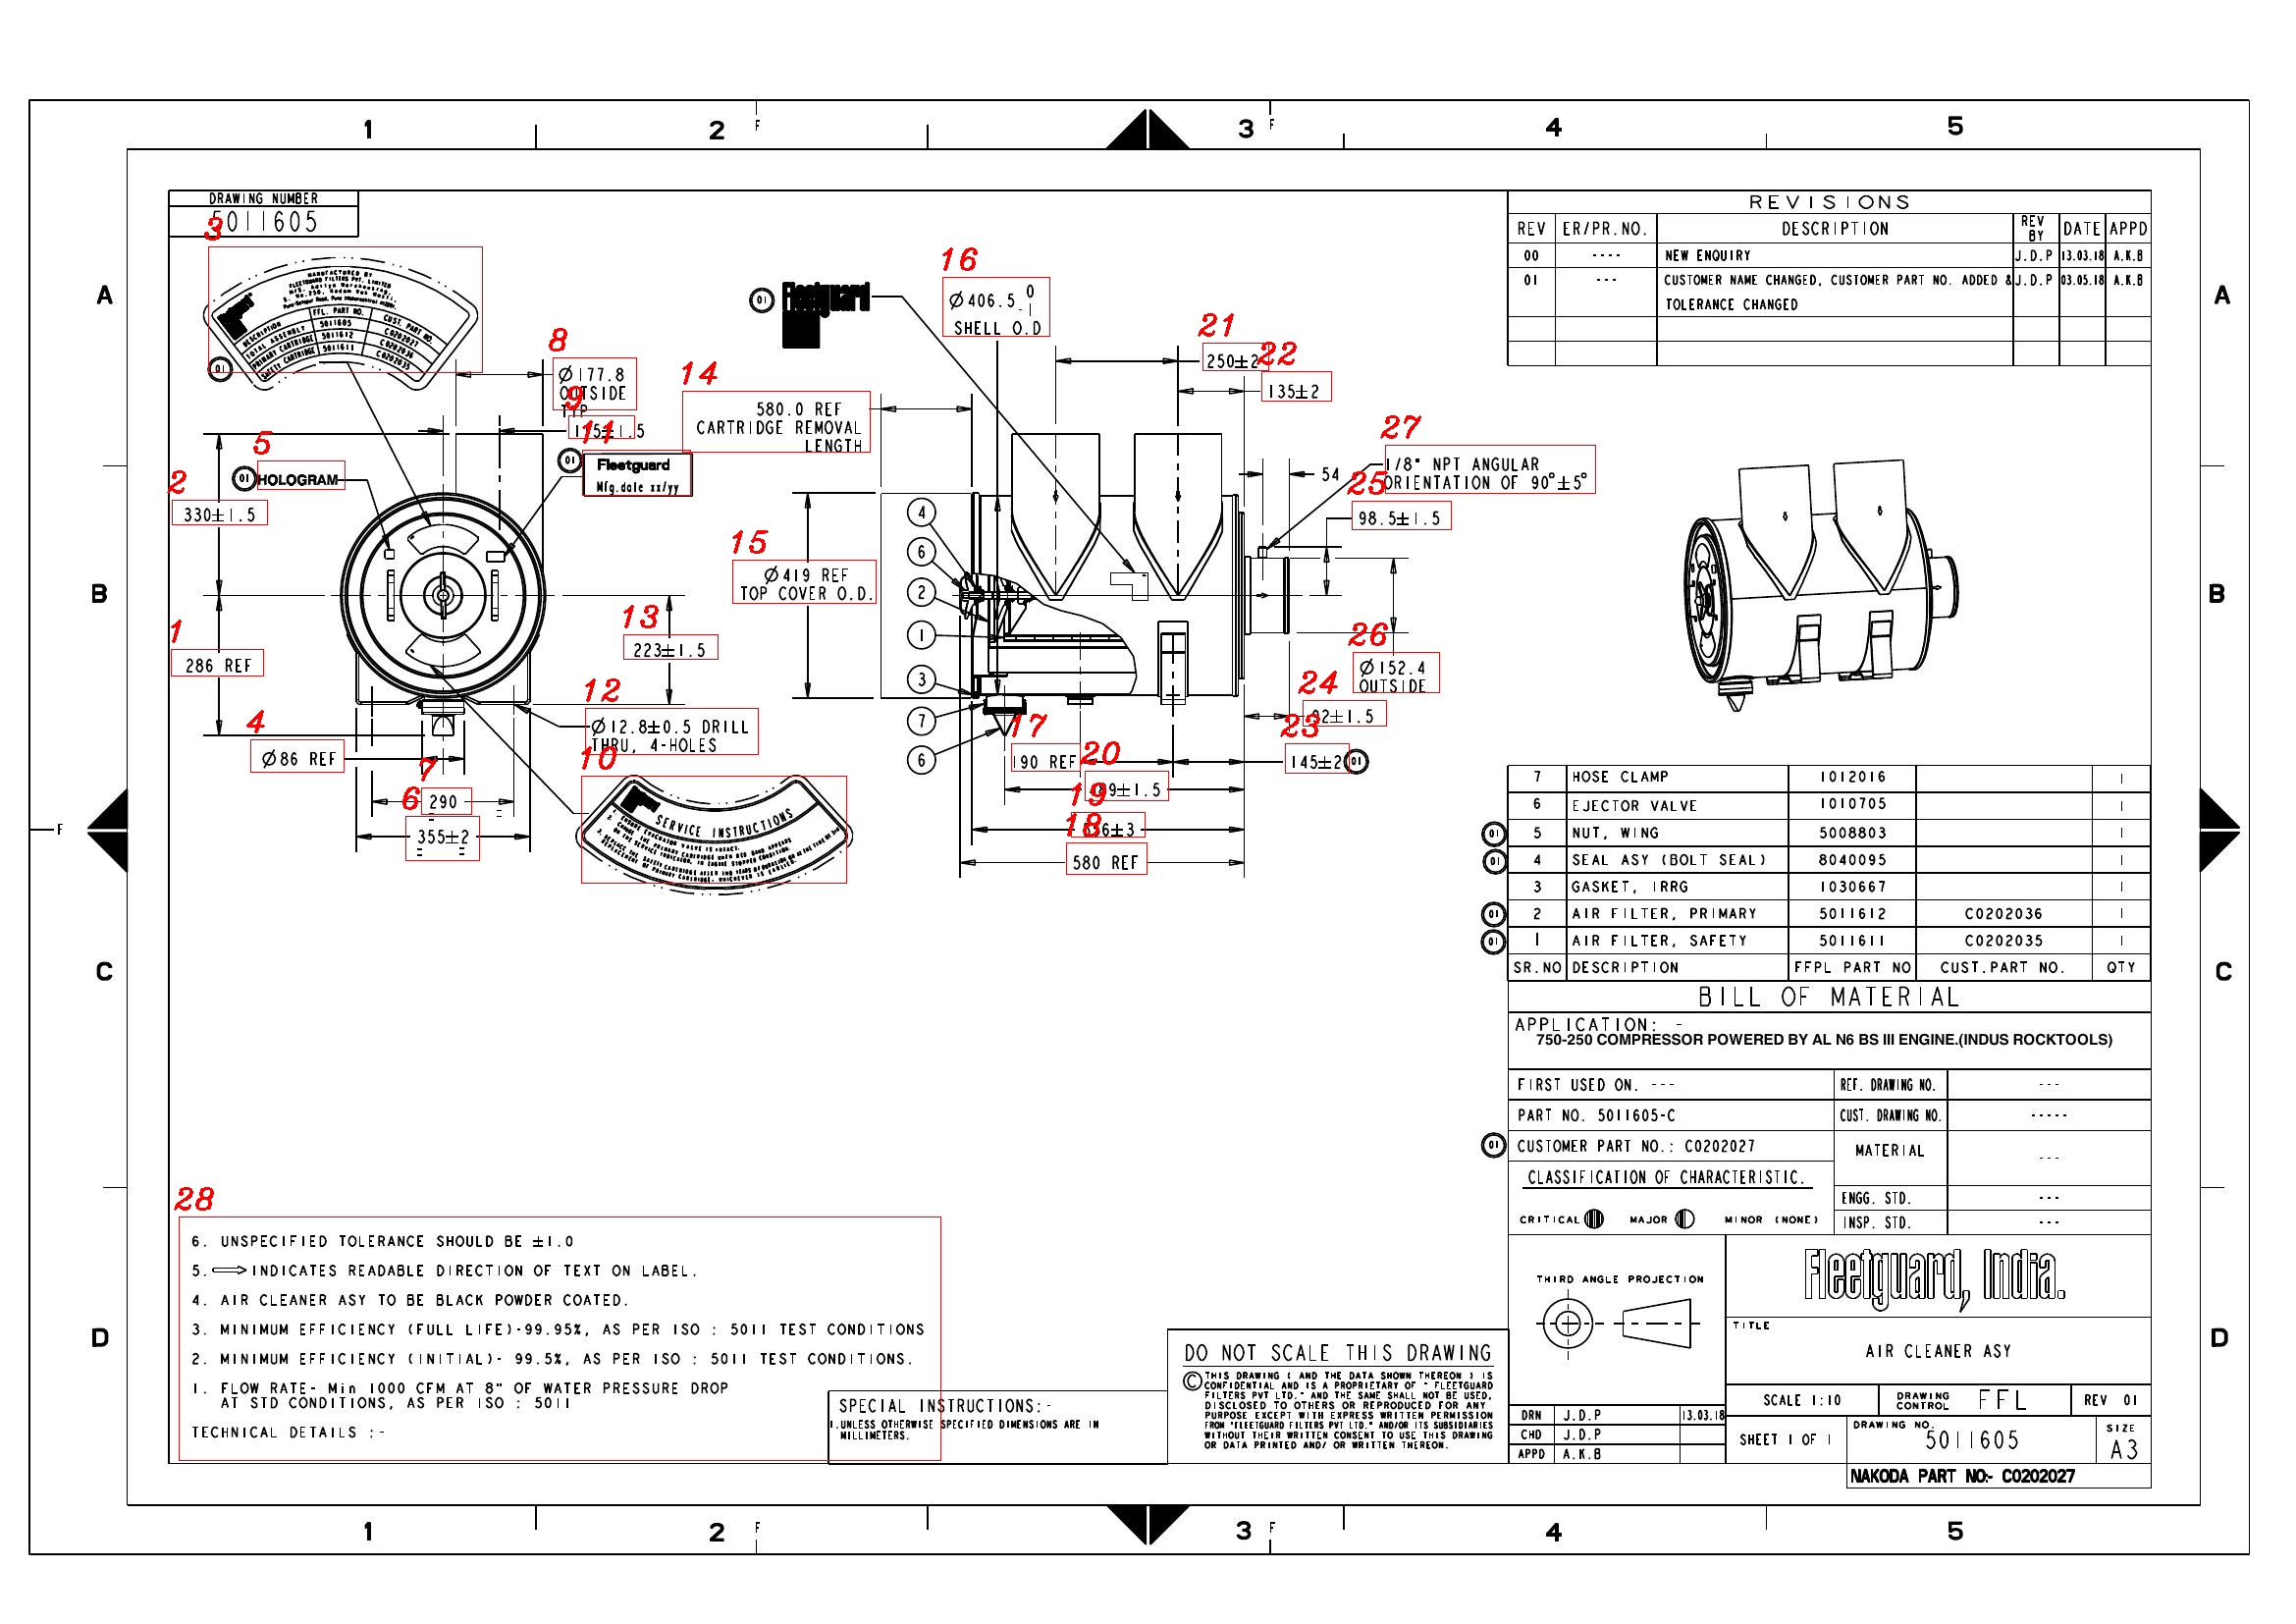 1 2 F 3 F 4 5
A B C D
DRAWING NUMBER
5011605
3
MANUFACTURED BY
FLEETGUARD FILTERS PVT. LIMITED
DESCRIPTION FFL. PART NO. CUST. PART NO.
TOTAL ASSEMBLY 5011605 C0202027
PRIMARY CARTRIDGE 5011612 C0202036
SAFETY CARTRIDGE 5011611 C0202035
01
8
Ø177.8
OUTSIDE
TYP
9
11
01
Fleetguard
Mfg.date xx/yy
5
01 HOLOGRAM
2
330±1.5
1
286 REF
4
Ø86 REF
7
6 290
355±2
12
Ø12.8±0.5 DRILL
THRU, 4-HOLES
13
223±1.5
10
SERVICE INSTRUCTIONS
14
580.0 REF
CARTRIDGE REMOVAL
LENGTH
01 Fleetguard
16
Ø406.5 0 -1
SHELL O.D
15
Ø419 REF
TOP COVER O.D.
4
6
2
1
3
7
6
21
250±2
22
135±2
27
1/8" NPT ANGULAR
ORIENTATION OF 90°±5°
54
25
98.5±1.5
26
Ø152.4
OUTSIDE
24
92±1.5
23
145±2 01
17
190 REF
20
19
18
580 REF
REVISIONS
REV ER/PR.NO. DESCRIPTION REV BY DATE APPD
00 ---- NEW ENQUIRY J.D.P 13.03.18 A.K.B
01 --- CUSTOMER NAME CHANGED, CUSTOMER PART NO. ADDED & J.D.P 03.05.18 A.K.B
TOLERANCE CHANGED
7 HOSE CLAMP 1012016 1
6 EJECTOR VALVE 1010705 1
01 5 NUT, WING 5008803 1
01 4 SEAL ASY (BOLT SEAL) 8040095 1
3 GASKET, IRRG 1030667 1
01 2 AIR FILTER, PRIMARY 5011612 C0202036 1
01 1 AIR FILTER, SAFETY 5011611 C0202035 1
SR.NO DESCRIPTION FFPL PART NO CUST.PART NO. QTY
BILL OF MATERIAL
APPLICATION: -
750-250 COMPRESSOR POWERED BY AL N6 BS III ENGINE.(INDUS ROCKTOOLS)
FIRST USED ON. --- REF. DRAWING NO. ---
PART NO. 5011605-C CUST. DRAWING NO. -----
01 CUSTOMER PART NO.: C0202027 MATERIAL ---
CLASSIFICATION OF CHARACTERISTIC.
ENGG. STD. ---
CRITICAL MAJOR MINOR (NONE) INSP. STD. ---
THIRD ANGLE PROJECTION
Fleetguard, India.
TITLE
AIR CLEANER ASY
SCALE 1:10 DRAWING CONTROL FFL REV 01
DRN J.D.P 13.03.18
CHD J.D.P
APPD A.K.B
SHEET 1 OF 1 DRAWING NO. 5011605 SIZE A3
NAKODA PART NO:- C0202027
28
6. UNSPECIFIED TOLERANCE SHOULD BE ±1.0
5. INDICATES READABLE DIRECTION OF TEXT ON LABEL.
4. AIR CLEANER ASY TO BE BLACK POWDER COATED.
3. MINIMUM EFFICIENCY (FULL LIFE)-99.95%, AS PER ISO : 5011 TEST CONDITIONS
2. MINIMUM EFFICIENCY (INITIAL)- 99.5%, AS PER ISO : 5011 TEST CONDITIONS.
1. FLOW RATE- Min 1000 CFM AT 8" OF WATER PRESSURE DROP
AT STD CONDITIONS, AS PER ISO : 5011
TECHNICAL DETAILS :-
SPECIAL INSTRUCTIONS:-
1.UNLESS OTHERWISE SPECIFIED DIMENSIONS ARE IN
MILLIMETERS.
DO NOT SCALE THIS DRAWING
© THIS DRAWING ( AND THE DATA SHOWN THEREON ) IS
CONFIDENTIAL AND IS A PROPRIETARY OF " FLEETGUARD
FILTERS PVT LTD." AND THE SAME SHALL NOT BE USED,
DISCLOSED TO OTHERS OR REPRODUCED FOR ANY
PURPOSE EXCEPT WITH EXPRESS WRITTEN PERMISSION
FROM "FLEETGUARD FILTERS PVT LTD." AND/OR ITS SUBSIDIARIES
WITHOUT THEIR WRITTEN CONSENT TO USE THIS DRAWING
OR DATA PRINTED AND/ OR WRITTEN THEREON.
A B C D
1 2 F 3 F 4 5